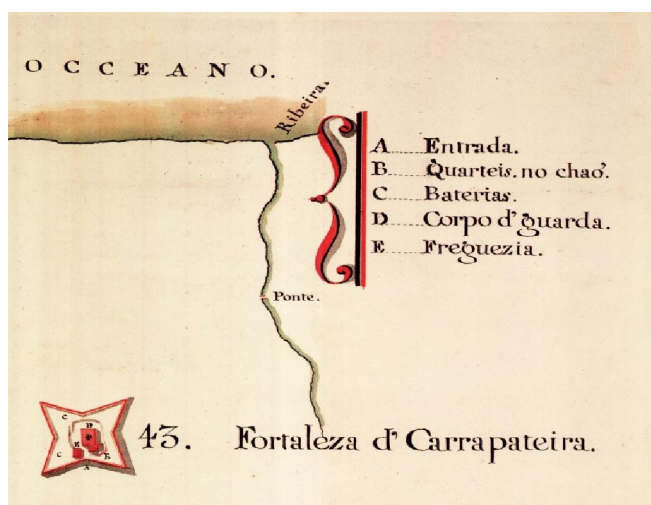 OCCEANO.
Ribeira.
A Entrada.
B Quarteis. no chaõ.
C Baterias.
D Corpo d' guarda.
E Freguezia.
Ponte.
C
D
E
C
B
A
43. Fortaleza d' Carrapateira.